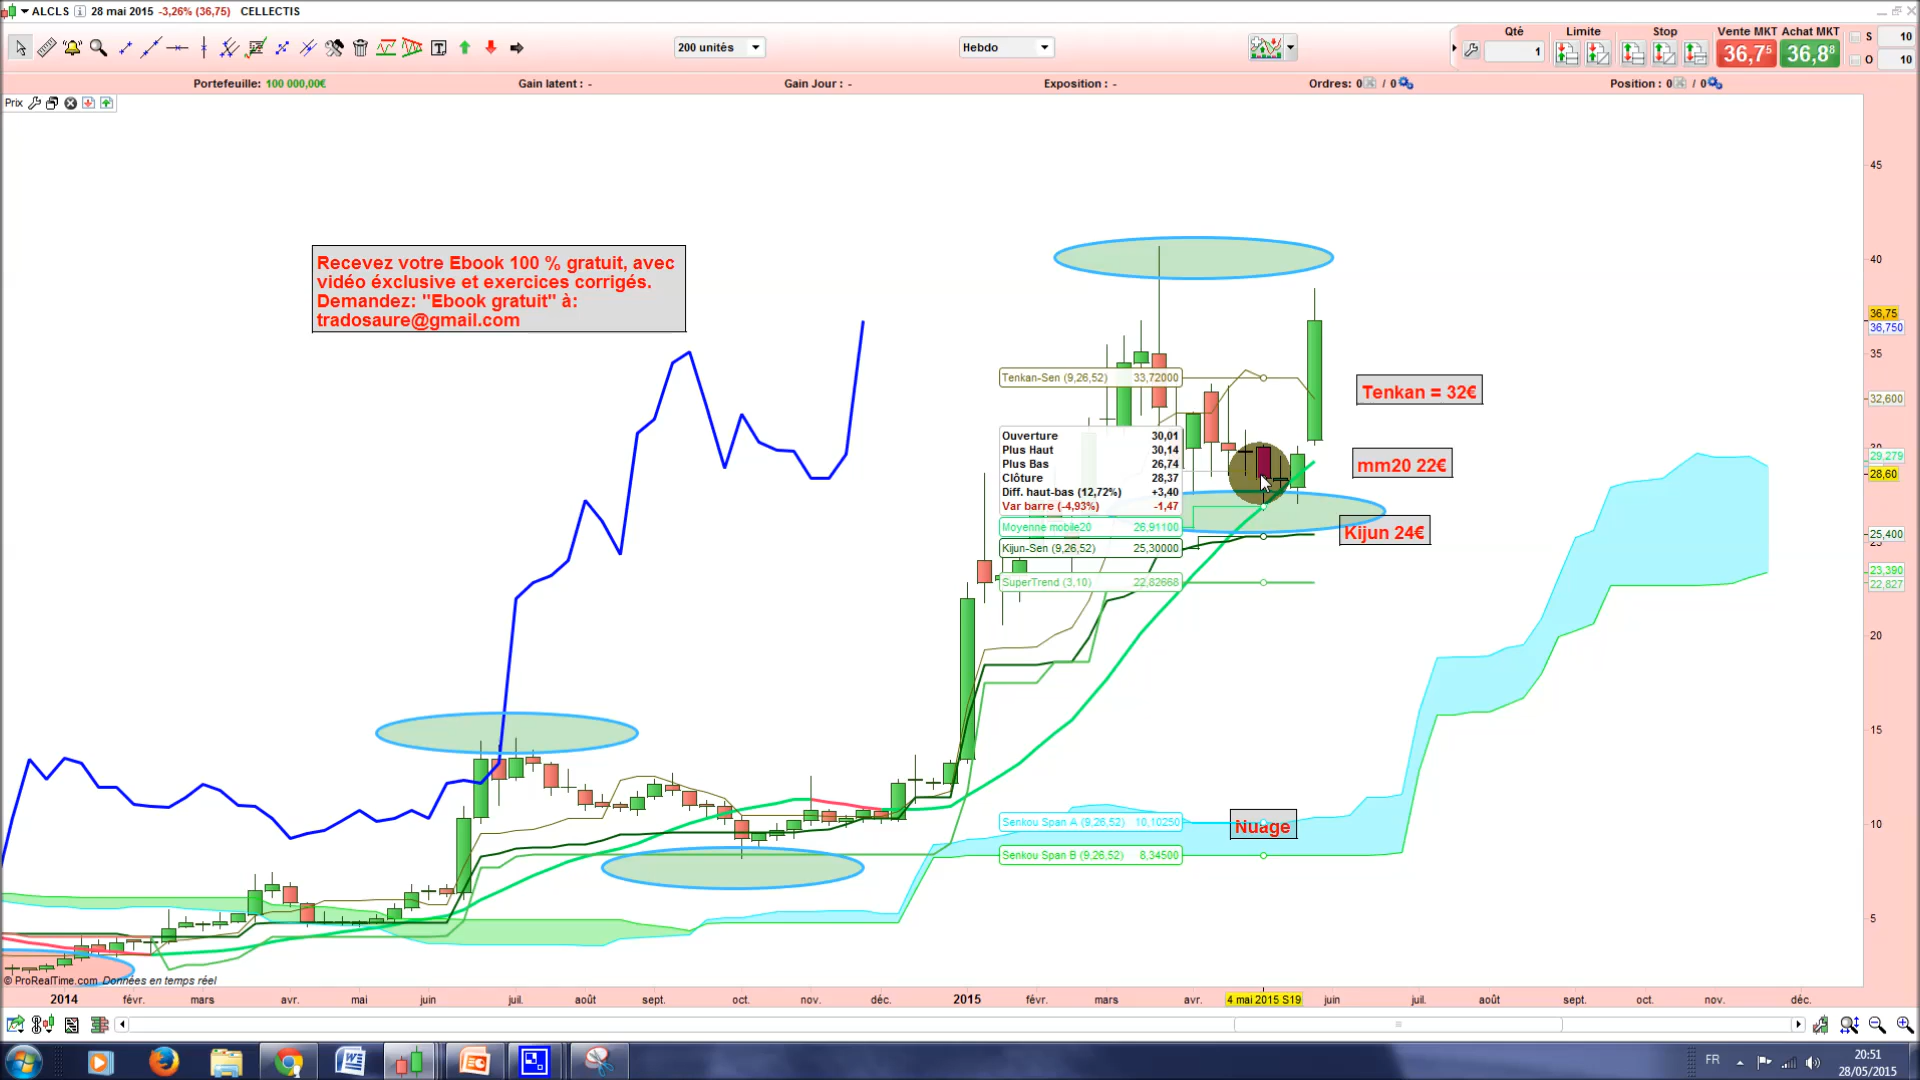 ALCLS 28 mai 2015 -3,26% (36,75) CELLECTIS
200 unités
Hebdo
Qté Limite Stop Vente MKT Achat MKT
1
36,7⁵ 36,8⁸
S 10
O 10
Portefeuille: 100 000,00€ Gain latent : - Gain Jour : - Exposition : - Ordres: 0 / 0 Position : 0 / 0
Prix
Recevez votre Ebook 100 % gratuit, avec
vidéo éxclusive et exercices corrigés.
Demandez: "Ebook gratuit" à:
tradosaure@gmail.com
45
40
36,75
36,750
35
32,600
29,279
28,60
25,400
23,390
22,827
20
15
10
5
Tenkan-Sen (9,26,52) 33,72000
Tenkan = 32€
Ouverture 30,01
Plus Haut 30,14
Plus Bas 26,74
Clôture 28,37
Diff. haut-bas (12,72%) +3,40
Var barre (-4,93%) -1,47
mm20 22€
Moyenne mobile20 26,91100
Kijun 24€
Kijun-Sen (9,26,52) 25,30000
SuperTrend (3,10) 22,82668
Senkou Span A (9,26,52) 10,10250
Nuage
Senkou Span B (9,26,52) 8,34500
© ProRealTime.com Données en temps réel
2014 févr. mars avr. mai juin juil. août sept. oct. nov. déc. 2015 févr. mars avr. 4 mai 2015 S19 juin juil. août sept. oct. nov. déc.
FR
20:51
28/05/2015